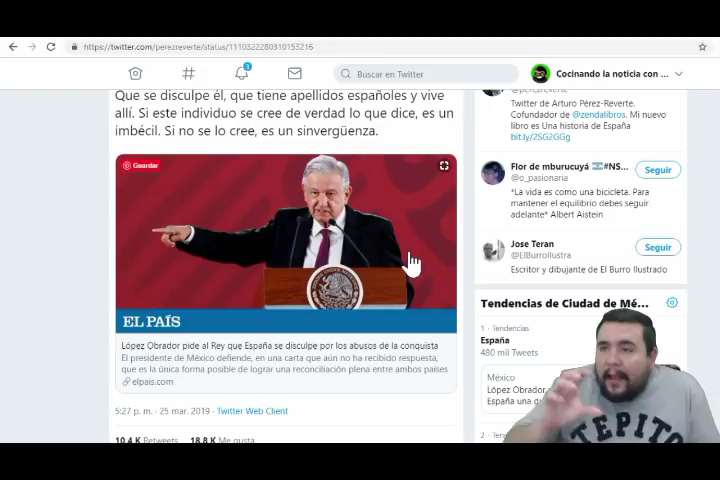 https://twitter.com/perezreverte/status/1110322280310153216
Buscar en Twitter
3
Cocinando la noticia con ...
Que se disculpe él, que tiene apellidos españoles y vive
allí. Si este individuo se cree de verdad lo que dice, es un
imbécil. Si no se lo cree, es un sinvergüenza.
Guardar
EL PAÍS
López Obrador pide al Rey que España se disculpe por los abusos de la conquista
El presidente de México defiende, en una carta que aún no ha recibido respuesta,
que es la única forma posible de lograr una reconciliación plena entre ambos países
elpais.com
5:27 p. m. · 25 mar. 2019 · Twitter Web Client
10.4 K Retweets 18.8 K Me gusta
@perezreverte
Twitter de Arturo Pérez-Reverte.
Cofundador de @zendalibros. Mi nuevo
libro es Una historia de España
bit.ly/2SG2GGg
Flor de mburucuyá #NS...
@o_pasionaria
Seguir
*La vida es como una bicicleta. Para
mantener el equilibrio debes seguir
adelante* Albert Aistein
Jose Teran
@ElBurroIlustra
Seguir
Escritor y dibujante de El Burro Ilustrado
Tendencias de Ciudad de Mé...
1 · Tendencias
España
480 mil Tweets
México
López Obrador
España una d
2 · Tend
TEPITO